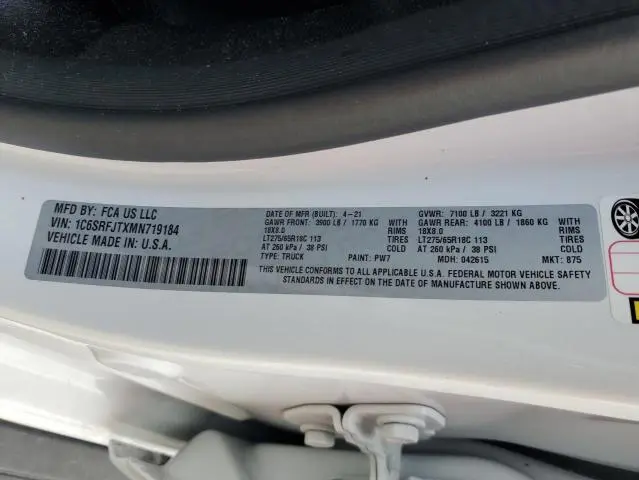 MFD BY: FCA US LLC
VIN: 1C6SRFJTXMN719184
VEHICLE MADE IN U.S.A.
DATE OF MFR (BUILT): 4-21 GVWR: 7100 LB / 3221 KG
GAWR FRONT: 3900 LB / 1770 KG WITH GAWR REAR: 4100 LB / 1860 KG WITH
18X8.0 RIMS 18X8.0 RIMS
LT275/65R18C 113 TIRES LT275/65R18C 113 TIRES
AT 260 kPa / 38 PSI COLD AT 260 kPa / 38 PSI COLD
TYPE: TRUCK PAINT: PW7 MDH: 042615 MKT: 875
THIS VEHICLE CONFORMS TO ALL APPLICABLE U.S.A. FEDERAL MOTOR VEHICLE SAFETY
STANDARDS IN EFFECT ON THE DATE OF MANUFACTURE SHOWN ABOVE.